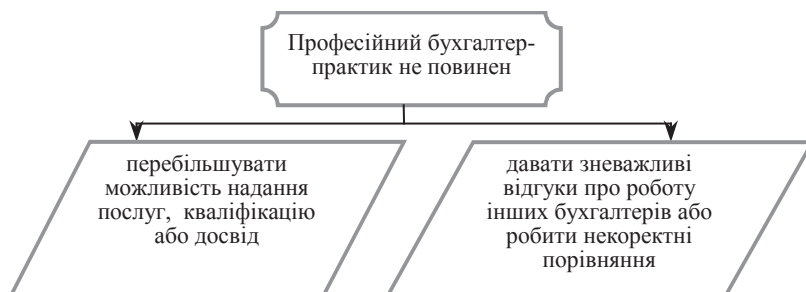 Професійний бухгалтер-
практик не повинен
перебільшувати
можливість надання
послуг, кваліфікацію
або досвід
давати зневажливі
відгуки про роботу
інших бухгалтерів або
робити некоректні
порівняння